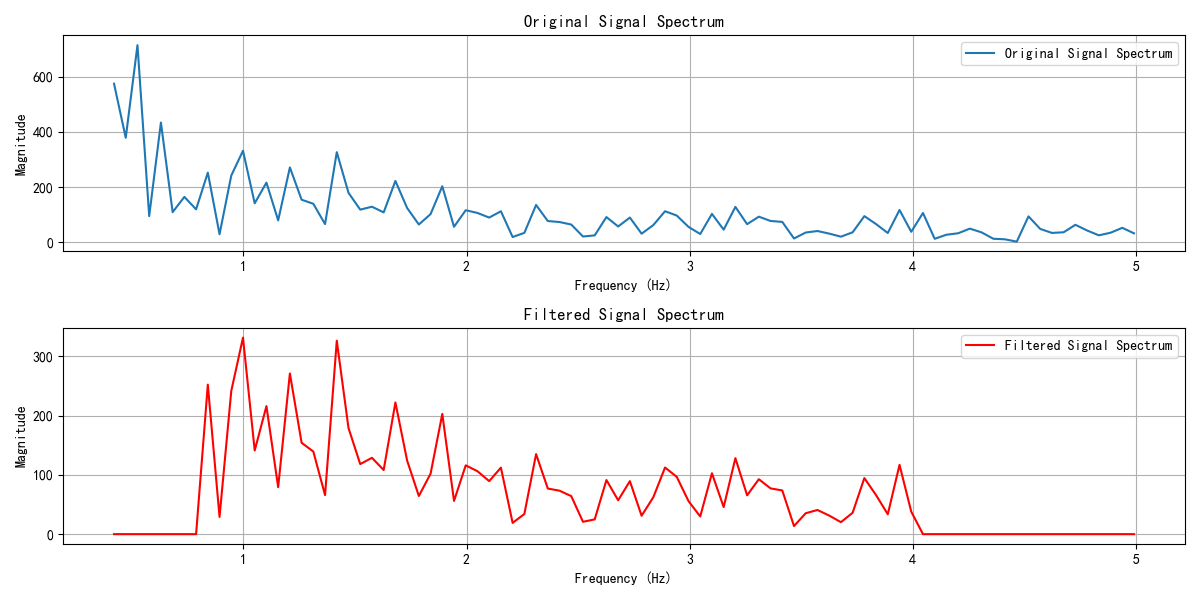 Original Signal Spectrum
Original Signal Spectrum
Magnitude
600
400
200
0
1 2 3 4 5
Frequency (Hz)
Filtered Signal Spectrum
Filtered Signal Spectrum
Magnitude
300
200
100
0
1 2 3 4 5
Frequency (Hz)